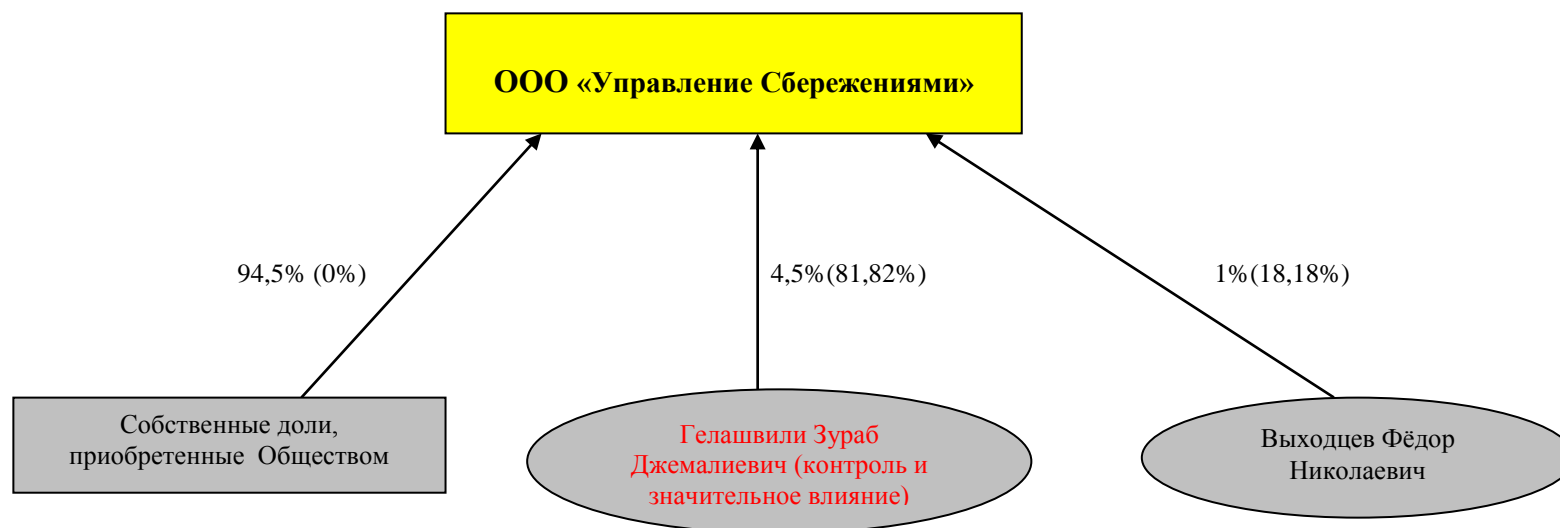 ООО «Управление Сбережениями»
94,5% (0%)
4,5%(81,82%)
1%(18,18%)
Собственные доли,
приобретенные Обществом
Гелашвили Зураб
Джемалиевич (контроль и
значительное влияние)
Выходцев Фёдор
Николаевич